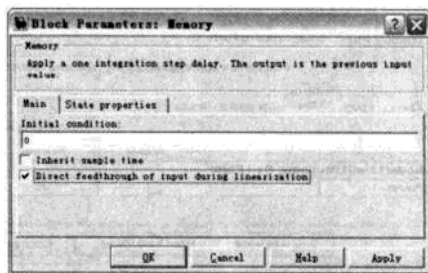 Block Parameters: Memory
Memory
Apply a one integration step delay. The output is the previous input
value.
Main State properties
Initial condition:
0
Inherit sample time
Direct feedthrough of input during linearization
OK Cancel Help Apply